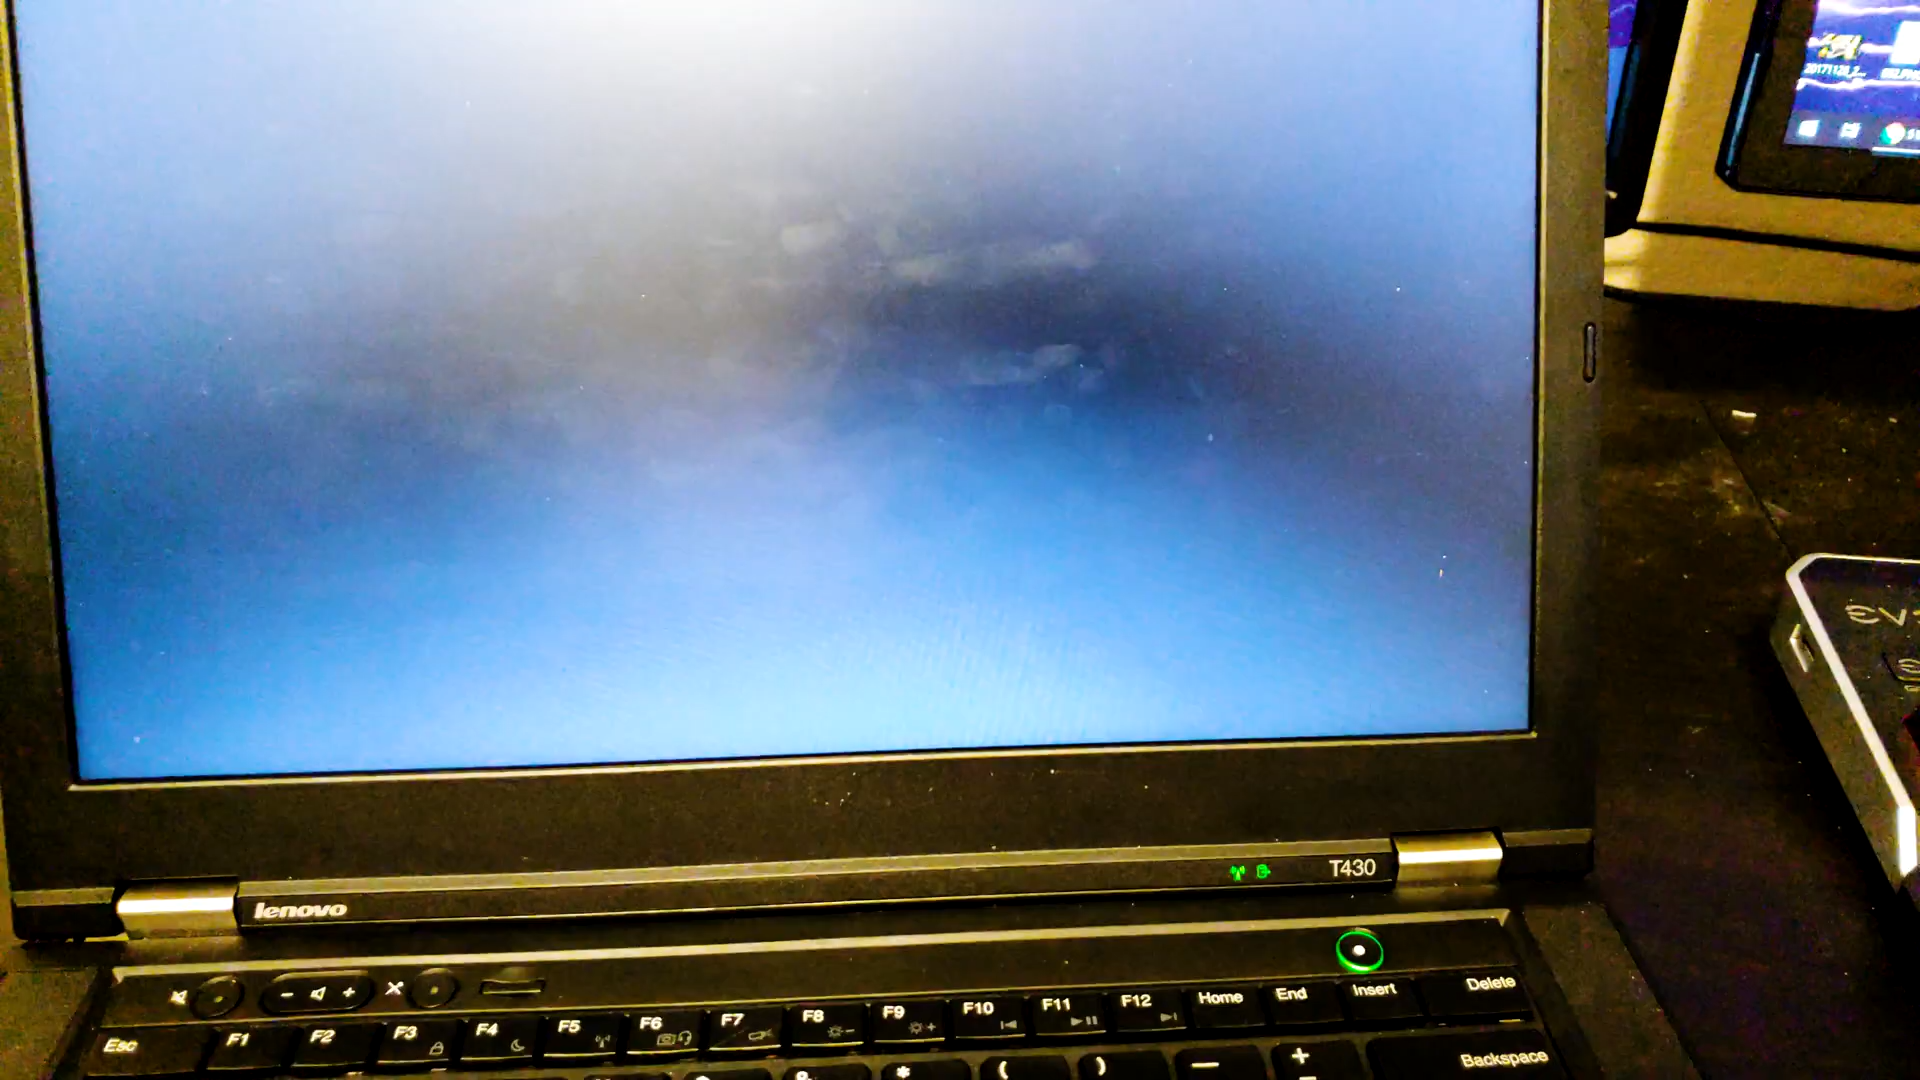 lenovo
T430
Delete
Insert
End
Home
F12
F11
F10
F9
F8
F7
F6
F5
F4
F3
F2
F1
Esc
Backspace
+
-
)
(
*